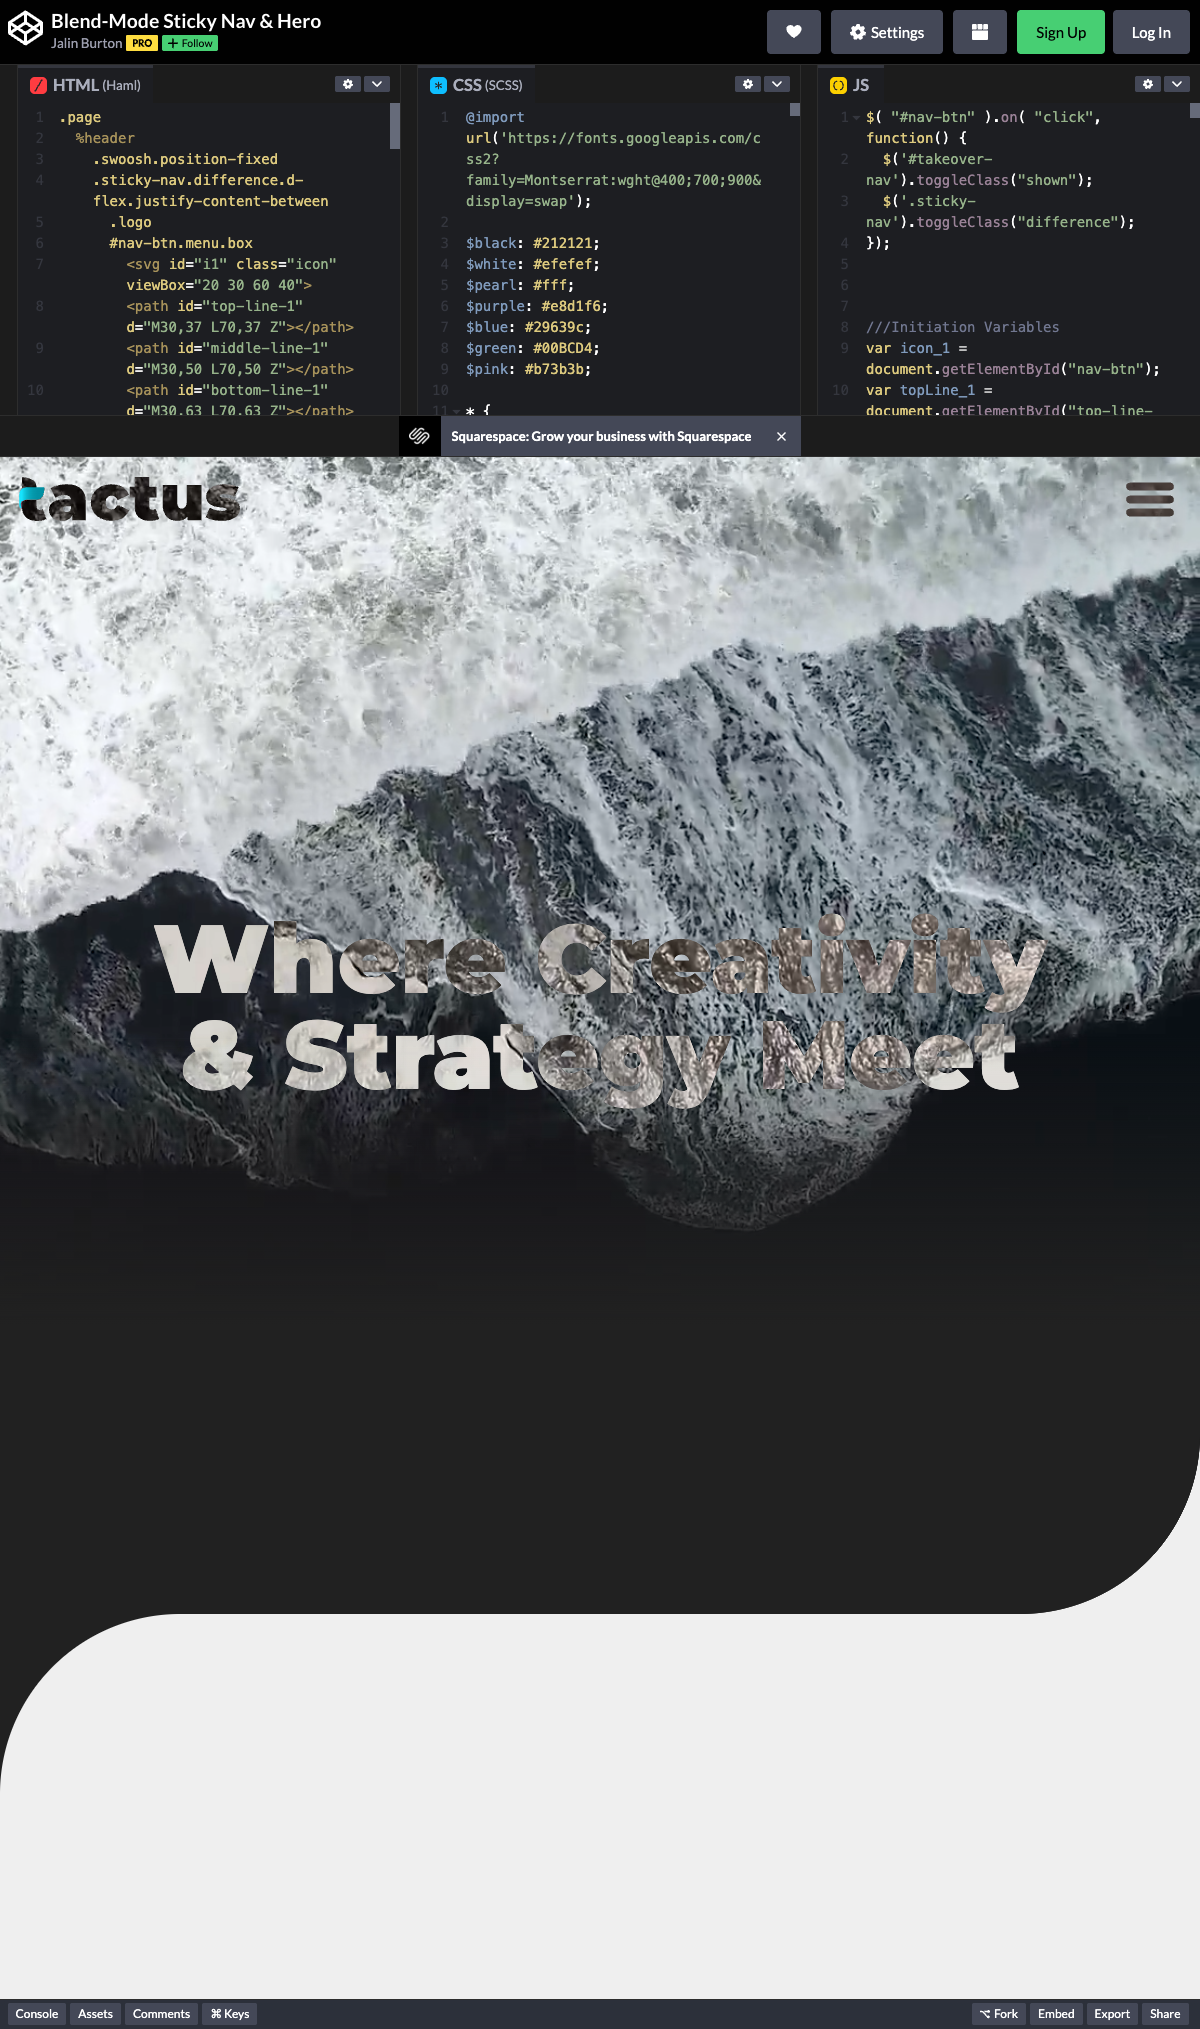 Blend-Mode Sticky Nav & Hero
Jalin Burton PRO + Follow
Settings
Sign Up
Log In
HTML (Haml)
1 .page
2 %header
3 .swoosh.position-fixed
4 .sticky-nav.difference.d-
flex.justify-content-between
5 .logo
6 #nav-btn.menu.box
7 <svg id="i1" class="icon"
viewBox="20 30 60 40">
8 <path id="top-line-1"
d="M30,37 L70,37 Z"></path>
9 <path id="middle-line-1"
d="M30,50 L70,50 Z"></path>
10 <path id="bottom-line-1"
d="M30,63 L70,63 Z"></path>
CSS (SCSS)
1 @import
url('https://fonts.googleapis.com/c
ss2?
family=Montserrat:wght@400;700;900&
display=swap');
2
3 $black: #212121;
4 $white: #efefef;
5 $pearl: #fff;
6 $purple: #e8d1f6;
7 $blue: #29639c;
8 $green: #00BCD4;
9 $pink: #b73b3b;
10
11 * {
JS
1 $( "#nav-btn" ).on( "click",
function() {
2 $('#takeover-
nav').toggleClass("shown");
3 $('.sticky-
nav').toggleClass("difference");
4 });
5
6
7
8 ///Initiation Variables
9 var icon_1 =
document.getElementById("nav-btn");
10 var topLine_1 =
document.getElementById("top-line-
Squarespace: Grow your business with Squarespace ×
tactus
Where Creativity
& Strategy Meet
Console
Assets
Comments
⌘ Keys
Fork
Embed
Export
Share